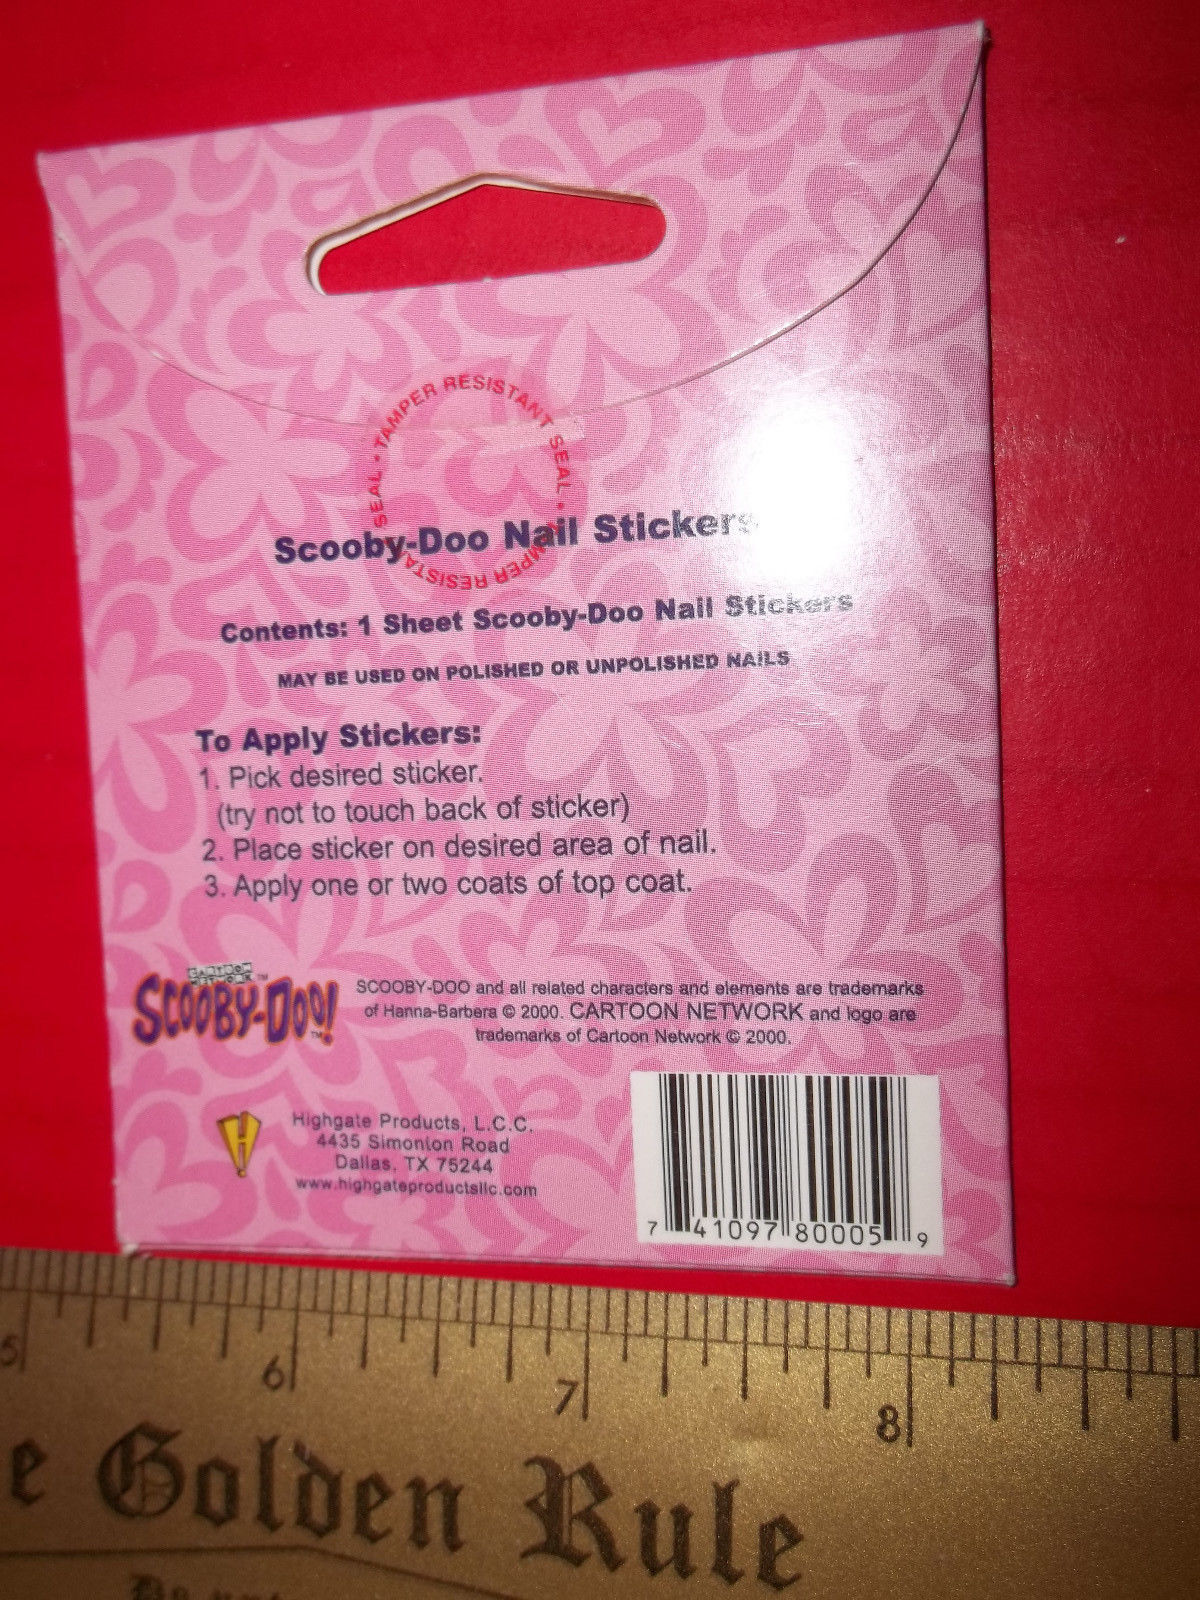 TAMPER RESISTANT SEAL • TAMPER RESISTANT SEAL •
Scooby-Doo Nail Stickers
Contents: 1 Sheet Scooby-Doo Nail Stickers
MAY BE USED ON POLISHED OR UNPOLISHED NAILS
To Apply Stickers:
1. Pick desired sticker.
(try not to touch back of sticker)
2. Place sticker on desired area of nail.
3. Apply one or two coats of top coat.
CARTOON
NETWORK™
SCOOBY-DOO!™
SCOOBY-DOO and all related characters and elements are trademarks
of Hanna-Barbera © 2000. CARTOON NETWORK and logo are
trademarks of Cartoon Network © 2000.
H
Highgate Products, L.C.C.
4435 Simonton Road
Dallas, TX 75244
www.highgateproductsllc.com
7 41097 80005 9
5 6 7 8
e Golden Rule